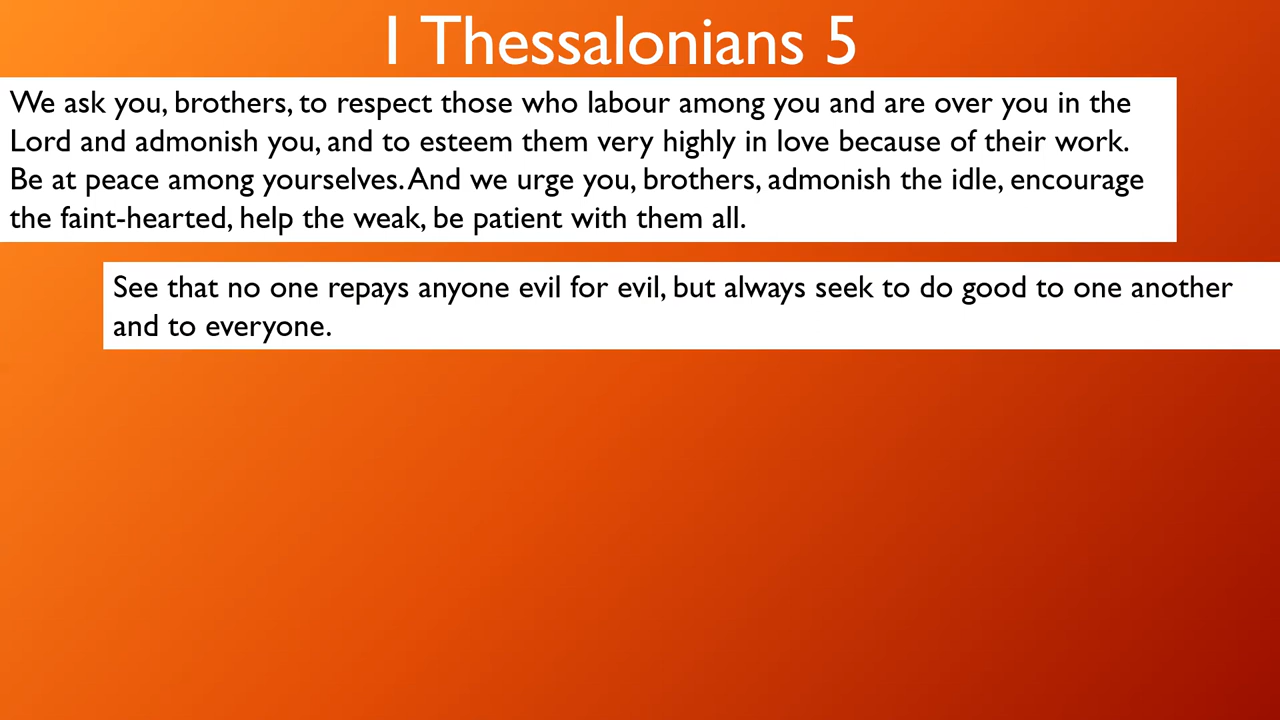 1 Thessalonians 5
We ask you, brothers, to respect those who labour among you and are over you in the
Lord and admonish you, and to esteem them very highly in love because of their work.
Be at peace among yourselves. And we urge you, brothers, admonish the idle, encourage
the faint-hearted, help the weak, be patient with them all.
See that no one repays anyone evil for evil, but always seek to do good to one another
and to everyone.